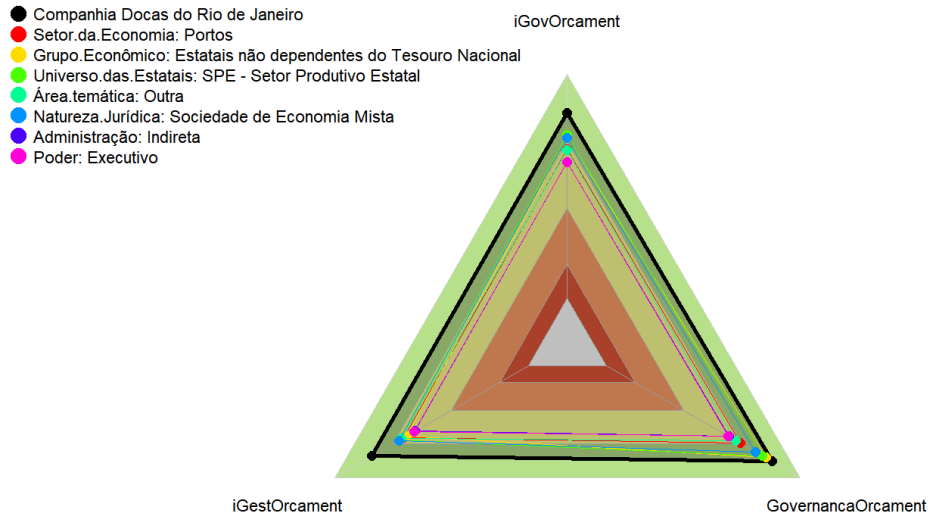 Companhia Docas do Rio de Janeiro
Setor.da.Economia: Portos
Grupo.Econômico: Estatais não dependentes do Tesouro Nacional
Universo.das.Estatais: SPE - Setor Produtivo Estatal
Área.temática: Outra
Natureza.Jurídica: Sociedade de Economia Mista
Administração: Indireta
Poder: Executivo
iGovOrcament
iGestOrcament
GovernancaOrcament